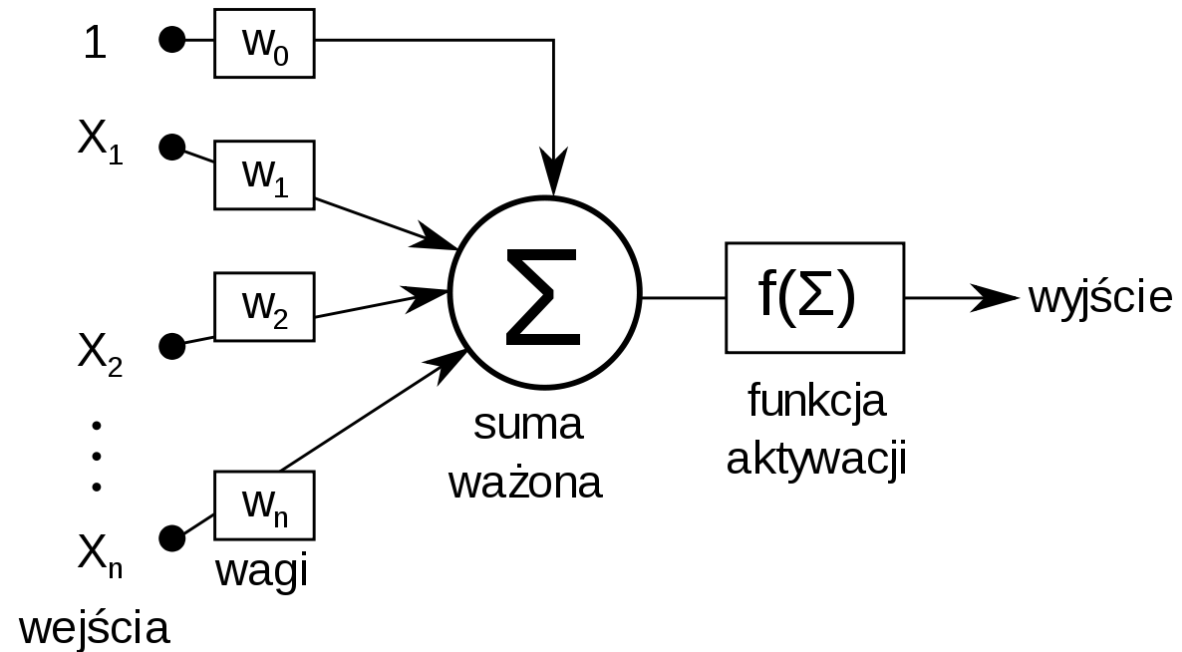 1
w₀
X₁
w₁
X₂
w₂
Xₙ
wₙ
wejścia
wagi
Σ
suma
ważona
f(Σ)
funkcja
aktywacji
wyjście